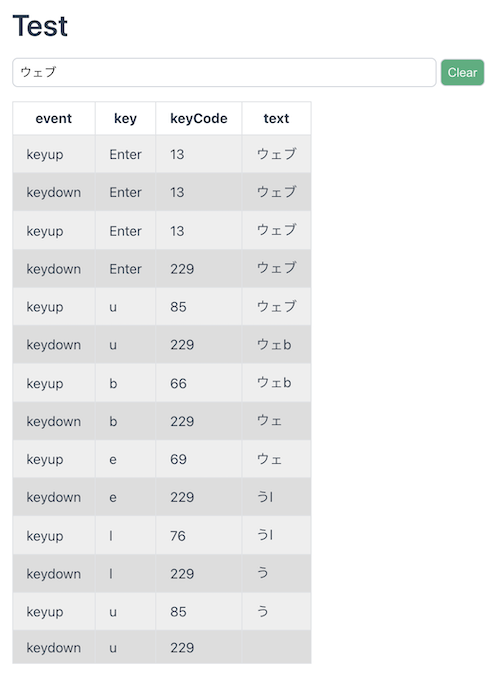 Test
ウェブ Clear
event key keyCode text
keyup Enter 13 ウェブ
keydown Enter 13 ウェブ
keyup Enter 13 ウェブ
keydown Enter 229 ウェブ
keyup u 85 ウェブ
keydown u 229 ウェb
keyup b 66 ウェb
keydown b 229 ウェ
keyup e 69 ウェ
keydown e 229 うl
keyup l 76 うl
keydown l 229 う
keyup u 85 う
keydown u 229